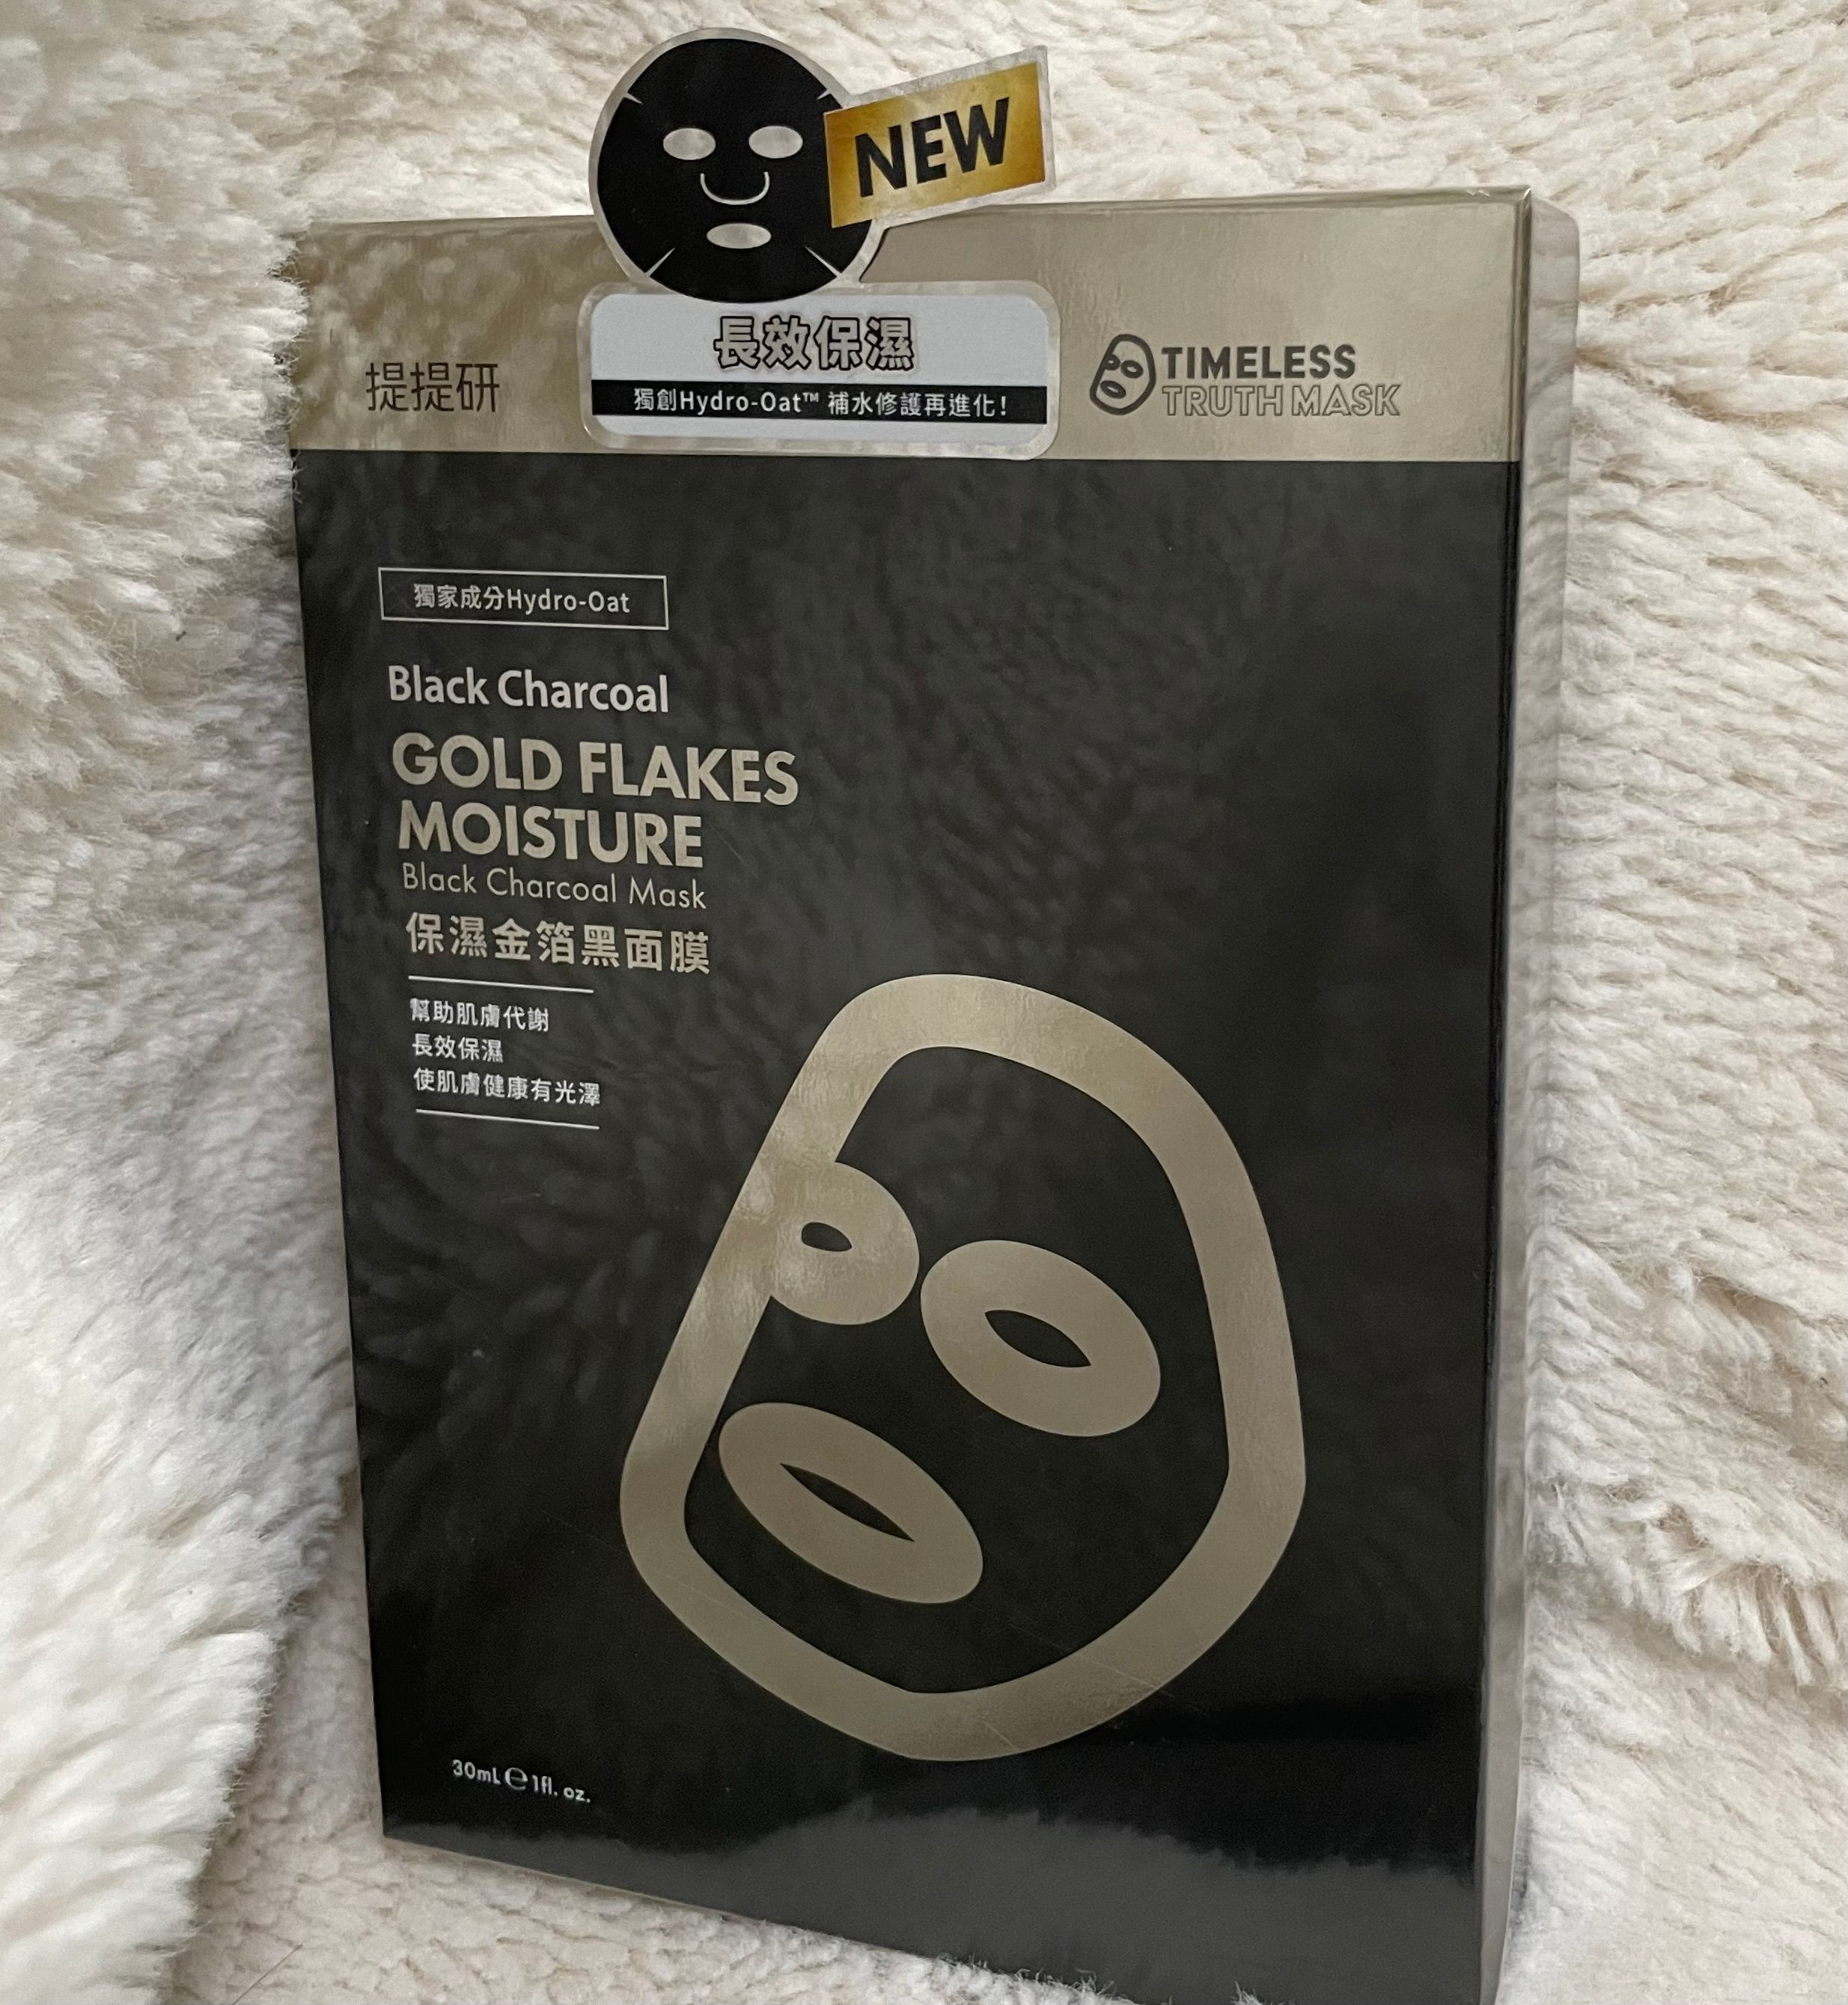 NEW
長效保濕
獨創Hydro-Oat™ 補水修護再進化!
提提研
TIMELESS
TRUTH MASK
獨家成分Hydro-Oat
Black Charcoal
GOLD FLAKES
MOISTURE
Black Charcoal Mask
保濕金箔黑面膜
幫助肌膚代謝
長效保濕
使肌膚健康有光澤
30mL ℮ 1fl. oz.